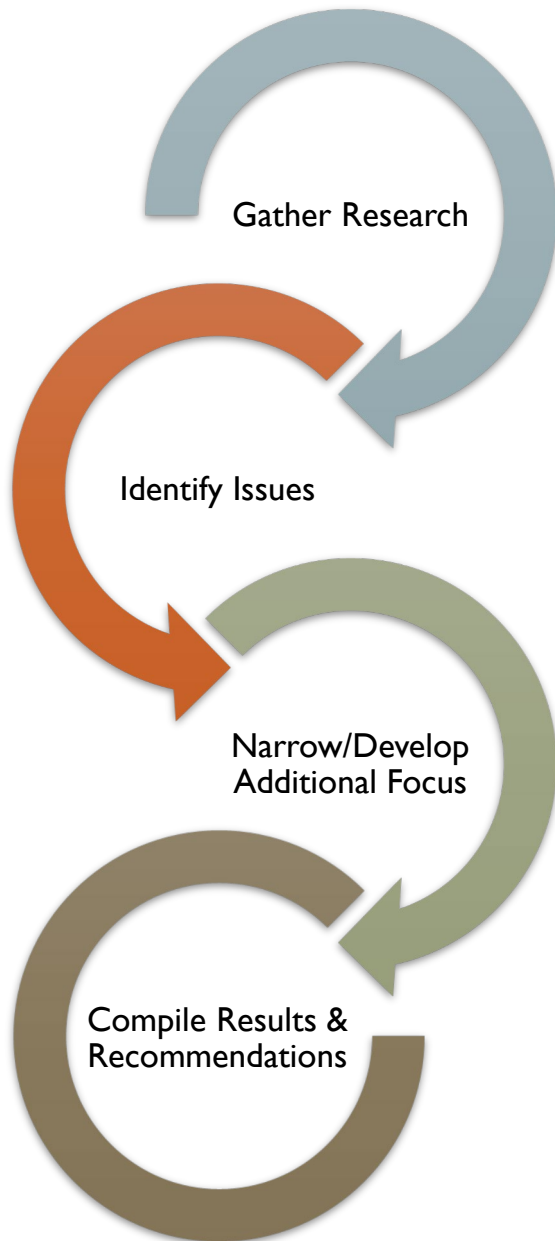 Gather Research
Identify Issues
Narrow/Develop
Additional Focus
Compile Results &
Recommendations